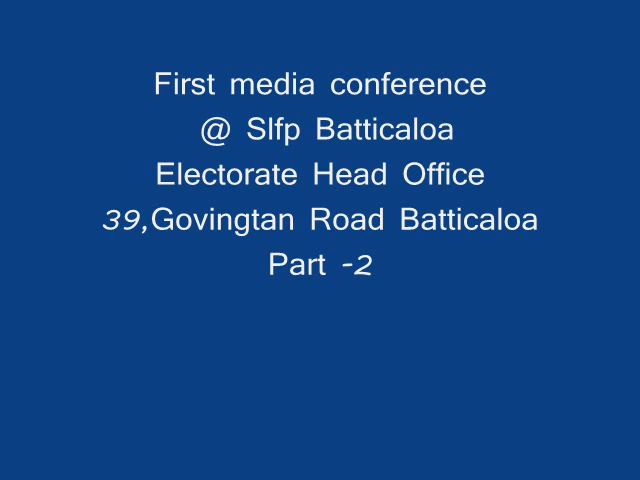 First media conference
@ Slfp Batticaloa
Electorate Head Office
39,Govingtan Road Batticaloa
Part -2